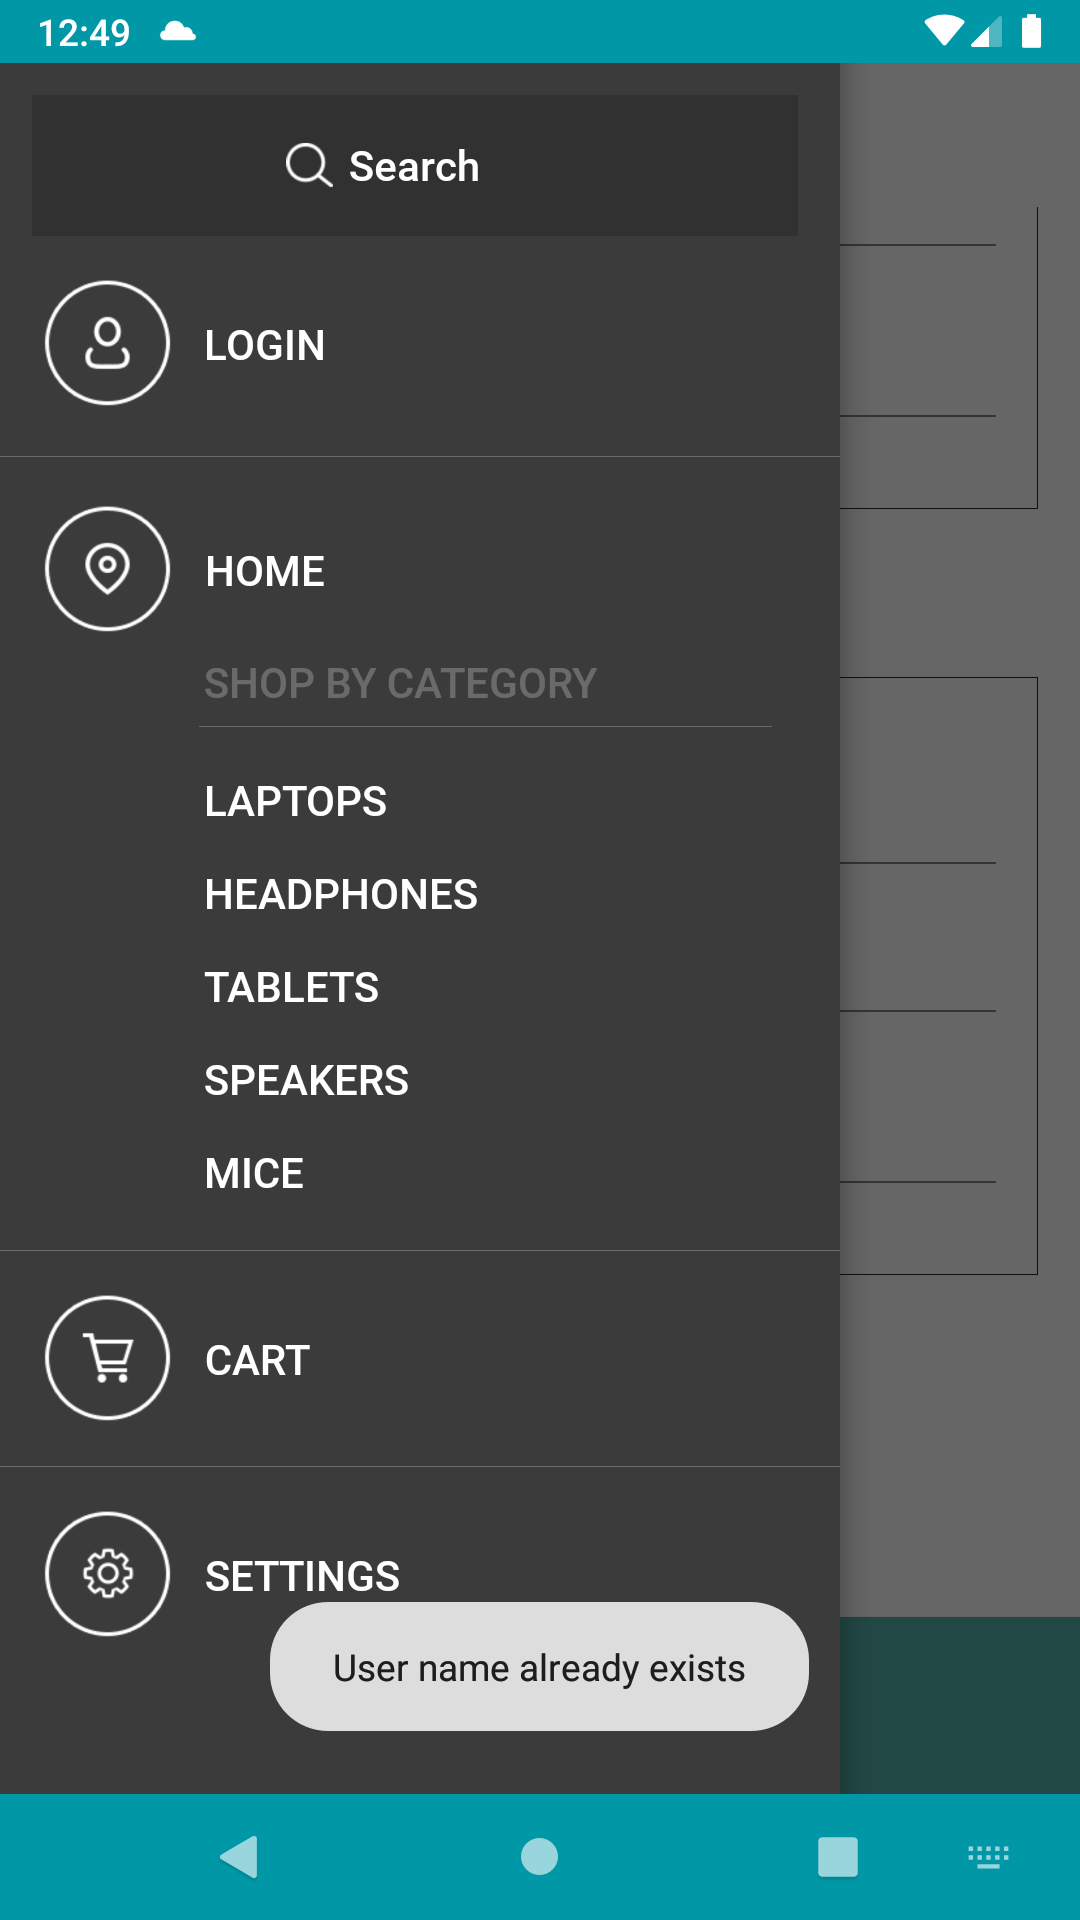 12:49
Search
LOGIN
HOME
SHOP BY CATEGORY
LAPTOPS
HEADPHONES
TABLETS
SPEAKERS
MICE
CART
SETTINGS
User name already exists